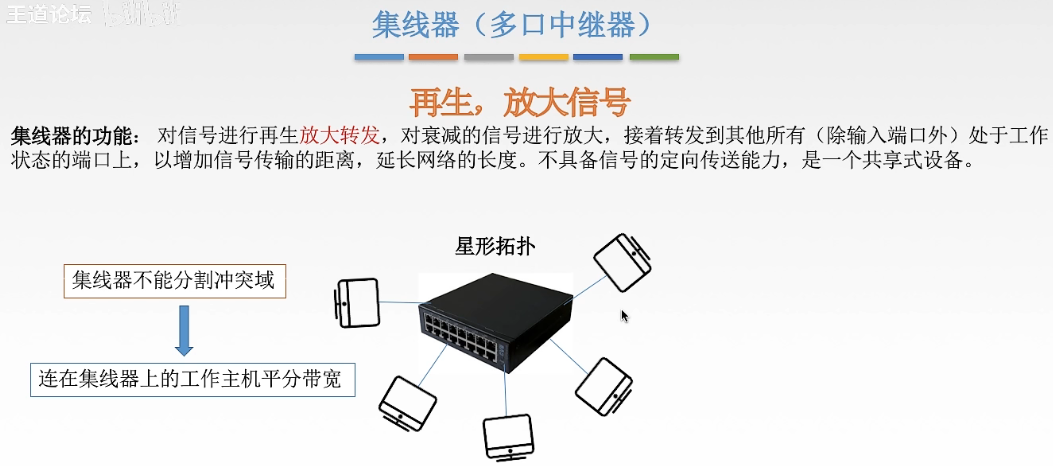 王道论坛 bilibili
集线器（多口中继器）
再生，放大信号
集线器的功能： 对信号进行再生放大转发，对衰减的信号进行放大，接着转发到其他所有（除输入端口外）处于工作
状态的端口上，以增加信号传输的距离，延长网络的长度。不具备信号的定向传送能力，是一个共享式设备。
星形拓扑
集线器不能分割冲突域
连在集线器上的工作主机平分带宽